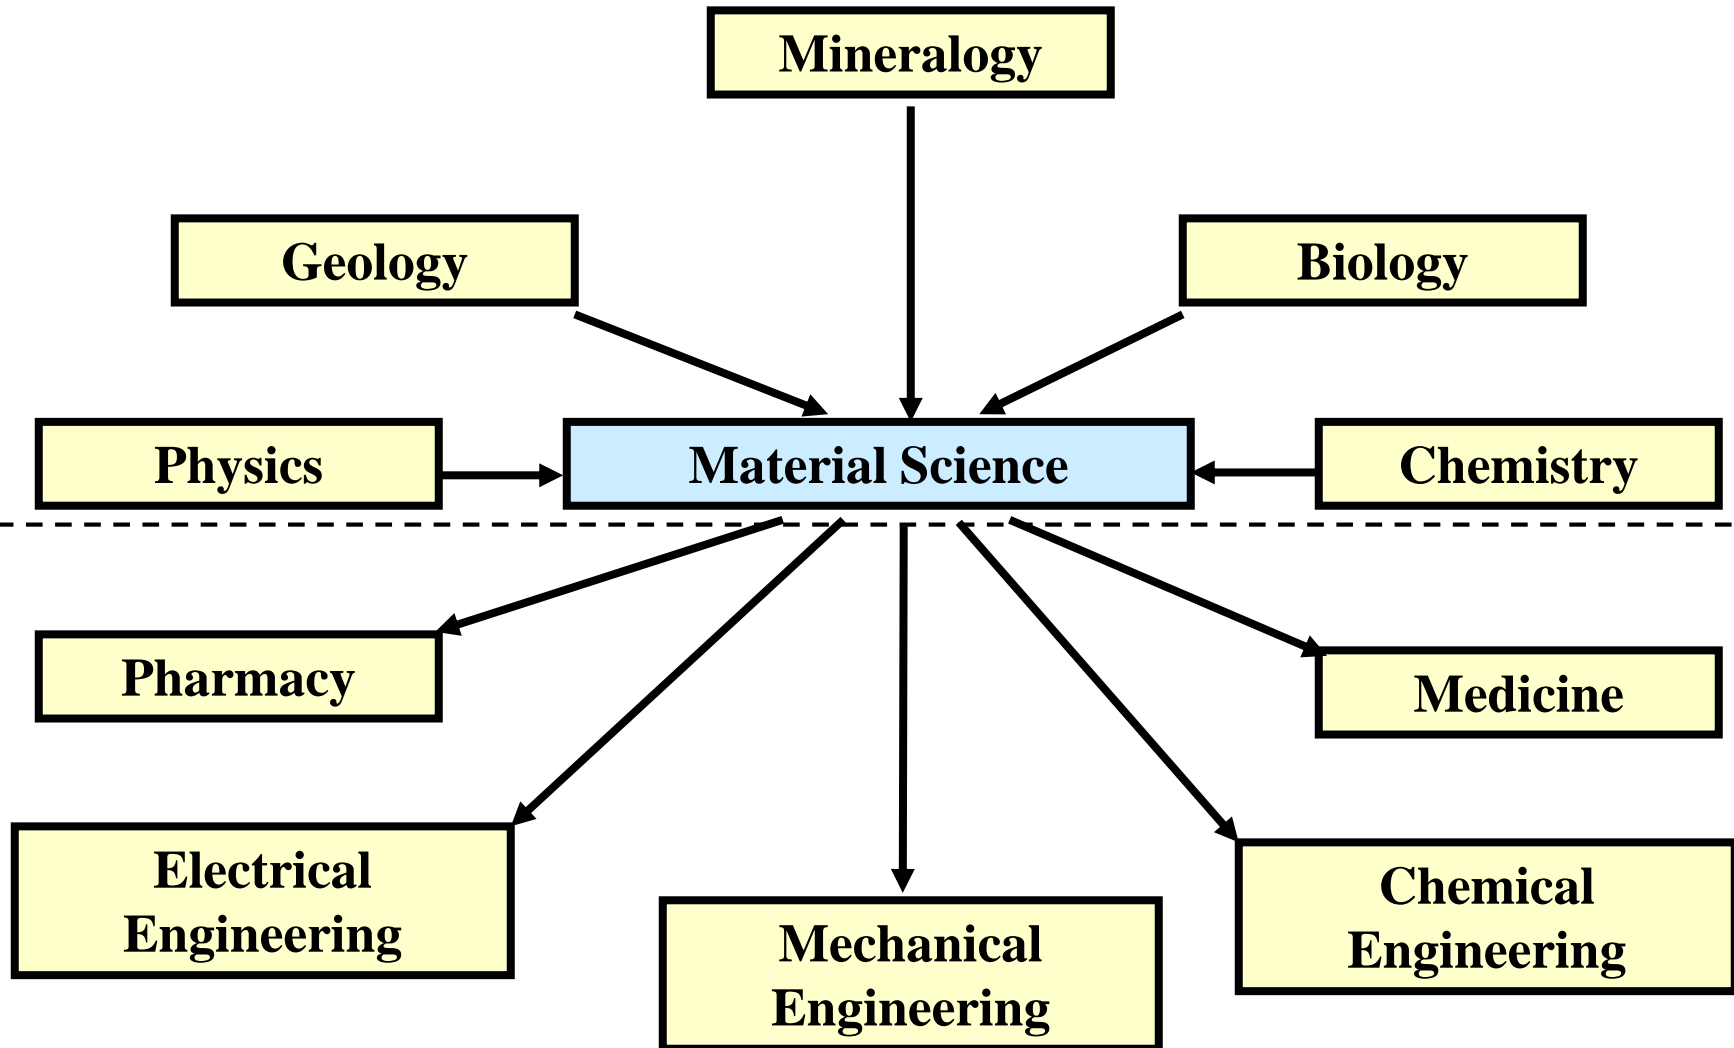 Mineralogy
Geology
Biology
Physics
Material Science
Chemistry
Pharmacy
Medicine
Electrical
Engineering
Mechanical
Engineering
Chemical
Engineering